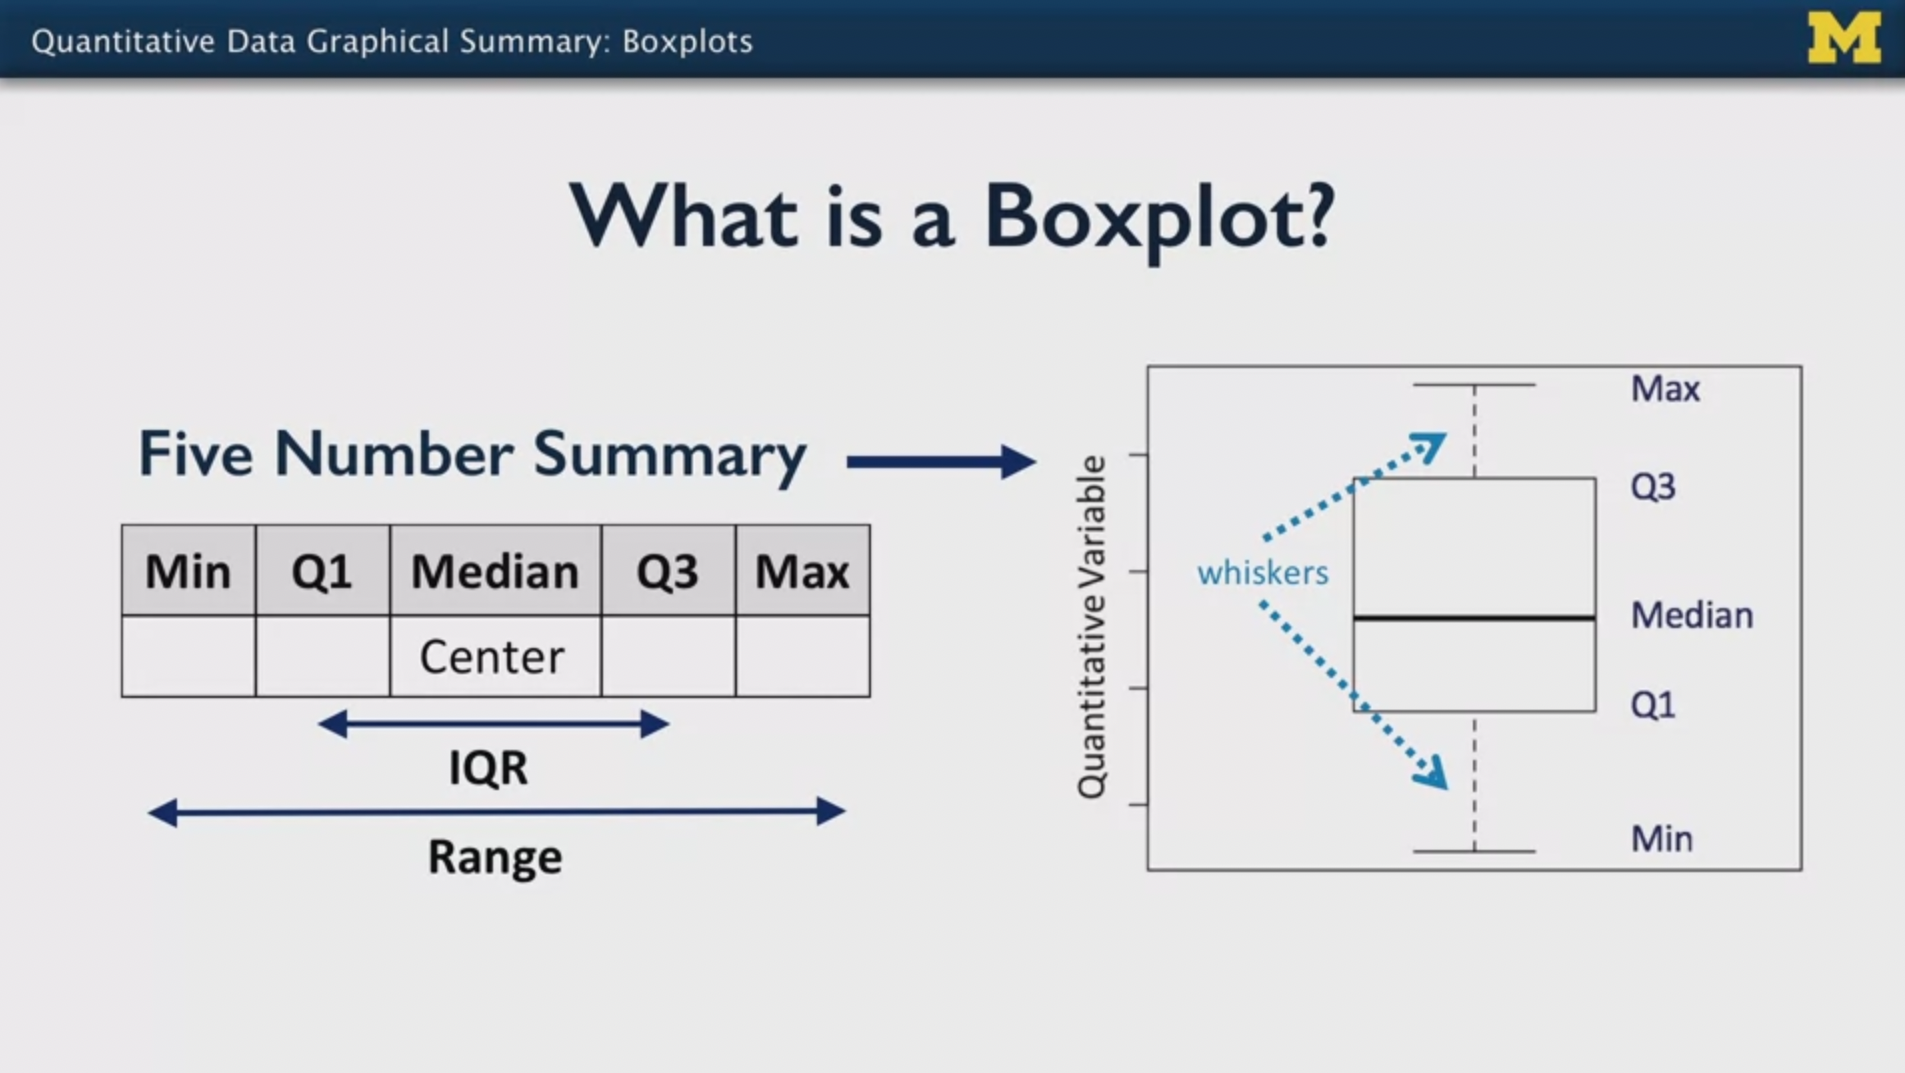 Quantitative Data Graphical Summary: Boxplots
M
What is a Boxplot?
Five Number Summary
Min Q1 Median Q3 Max
Center
IQR
Range
Quantitative Variable
whiskers
Max
Q3
Median
Q1
Min